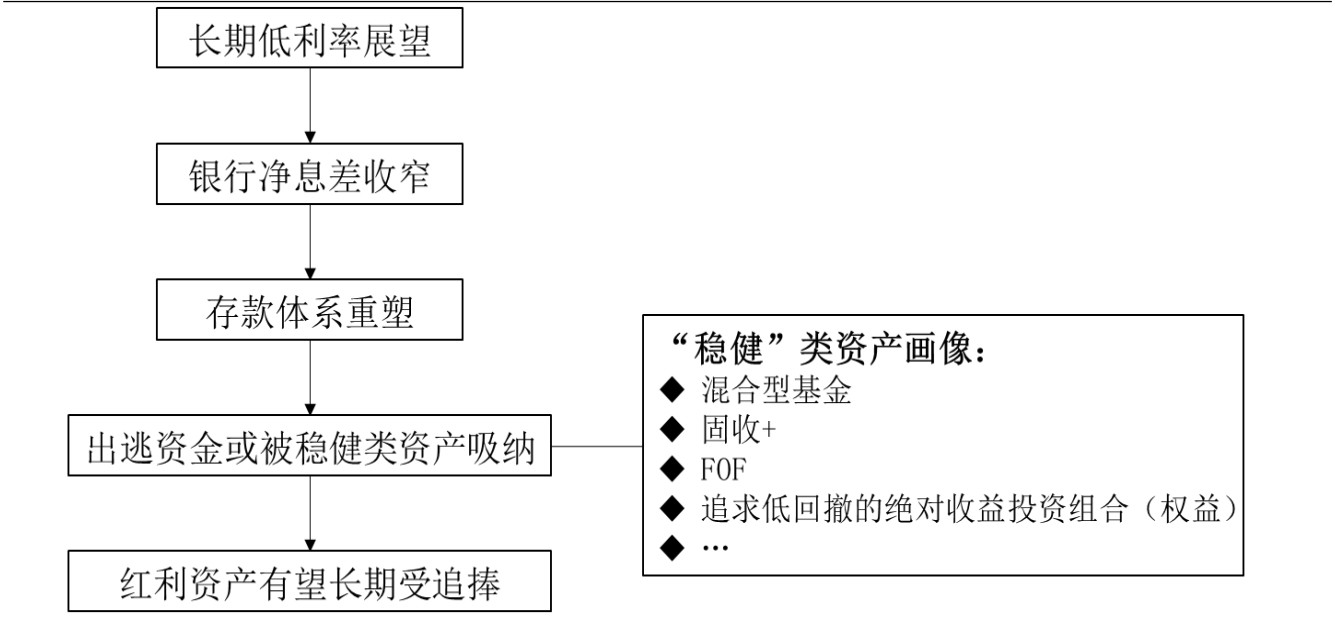 长期低利率展望
银行净息差收窄
存款体系重塑
出逃资金或被稳健类资产吸纳
红利资产有望长期受追捧
“稳健”类资产画像：
◆ 混合型基金
◆ 固收+
◆ FOF
◆ 追求低回撤的绝对收益投资组合（权益）
◆ …